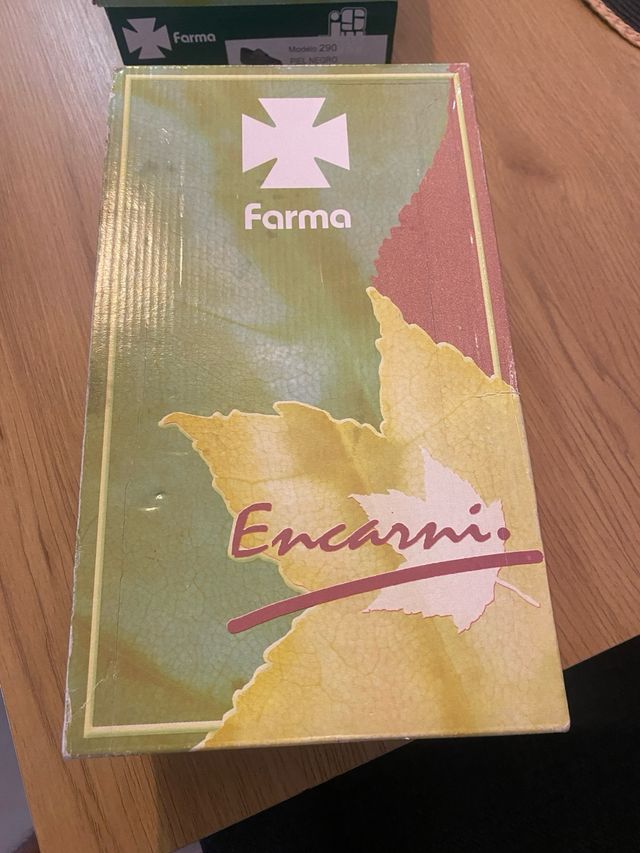 Farma
Modelo 290
PIEL NEGRO
Farma
Encarni.